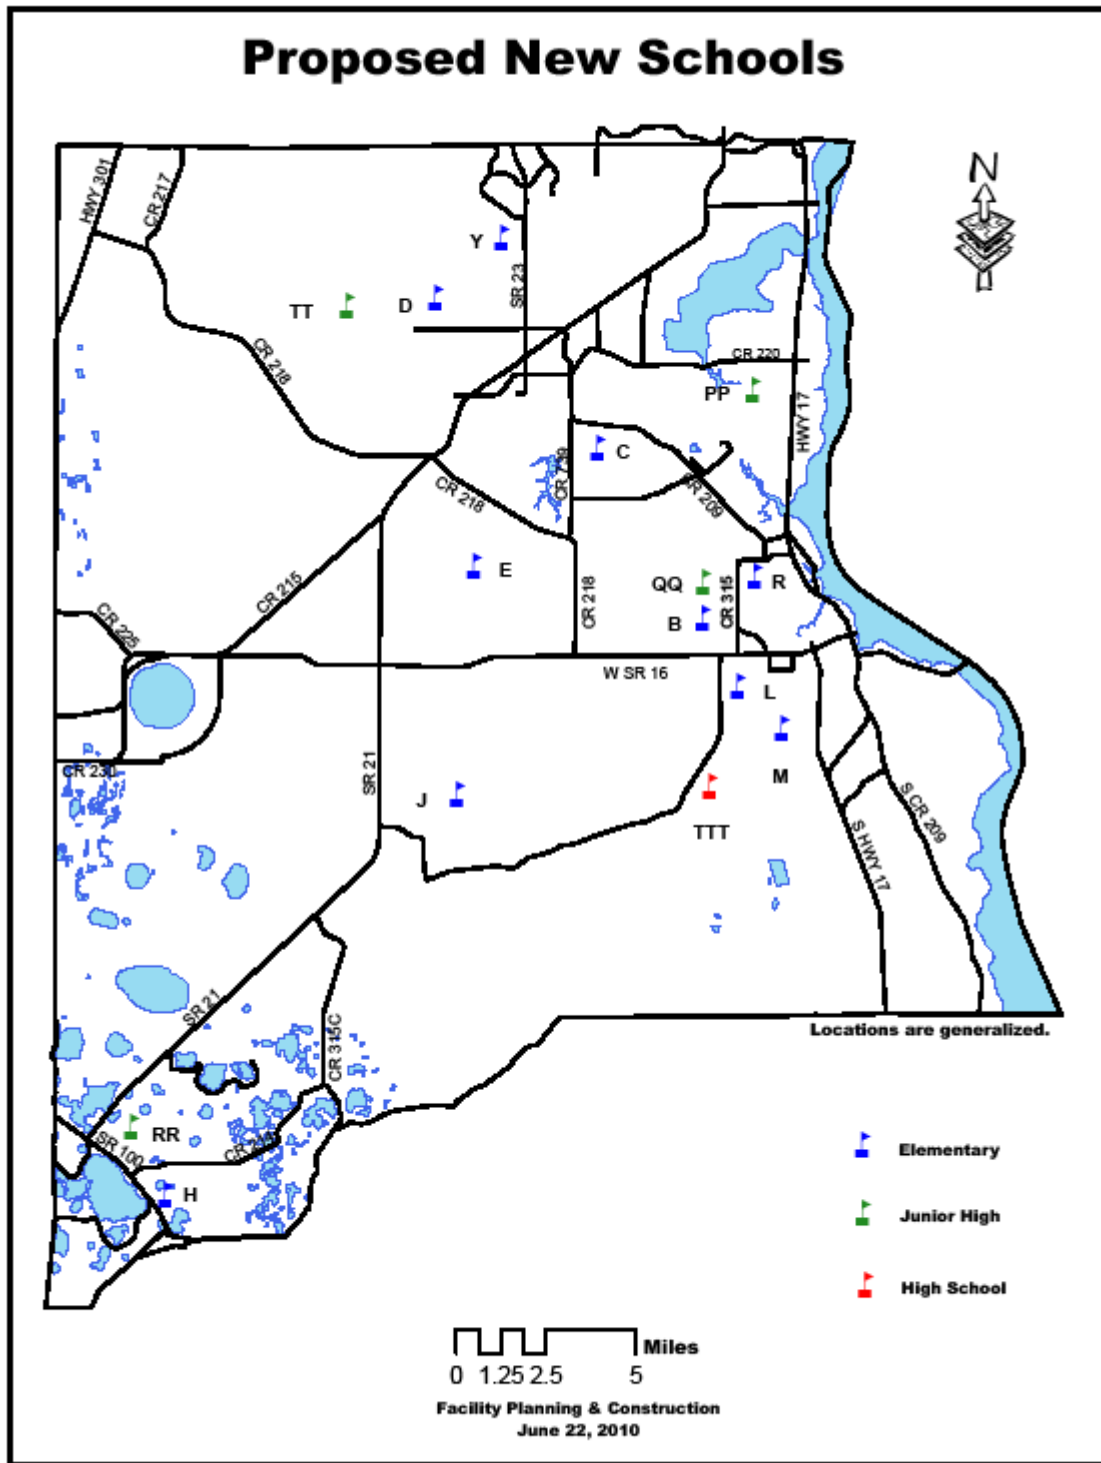 Proposed New Schools
N
HWY 301
CR 217
Y
SR 23
TT
D
CR 218
CR 220
PP
HWY 17
C
CR 739
CR 218
SR 209
E
CR 215
QQ
CR 315
R
CR 218
B
CR 225
W SR 16
L
CR 230
SR 21
J
M
TTT
S CR 209
S HWY 17
SR 21
CR 315C
Locations are generalized.
RR
SR 100
H
Elementary
Junior High
High School
Miles
0 1.25 2.5 5
Facility Planning & Construction
June 22, 2010